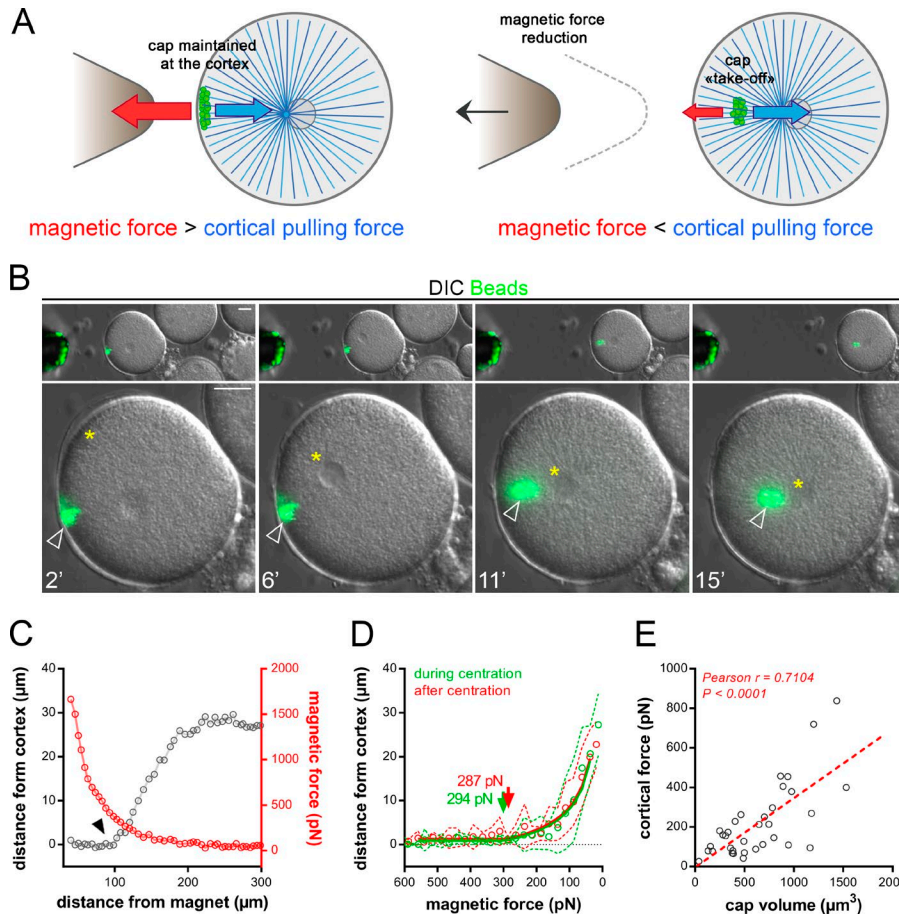 A
cap maintained
at the cortex
magnetic force
reduction
cap
«take-off»
magnetic force > cortical pulling force
magnetic force < cortical pulling force
B
DIC Beads
*
*
*
*
2’
6’
11’
15’
C
distance form cortex (µm)
40
30
20
10
0
100
200
300
distance from magnet (µm)
2000
1500
1000
500
0
magnetic force (pN)
D
distance form cortex (µm)
40
30
20
10
0
during centration
after centration
287 pN
294 pN
600
500
400
300
200
100
0
magnetic force (pN)
E
cortical force (pN)
1000
800
600
400
200
0
Pearson r = 0.7104
P < 0.0001
0
500
1000
1500
2000
cap volume (µm³)